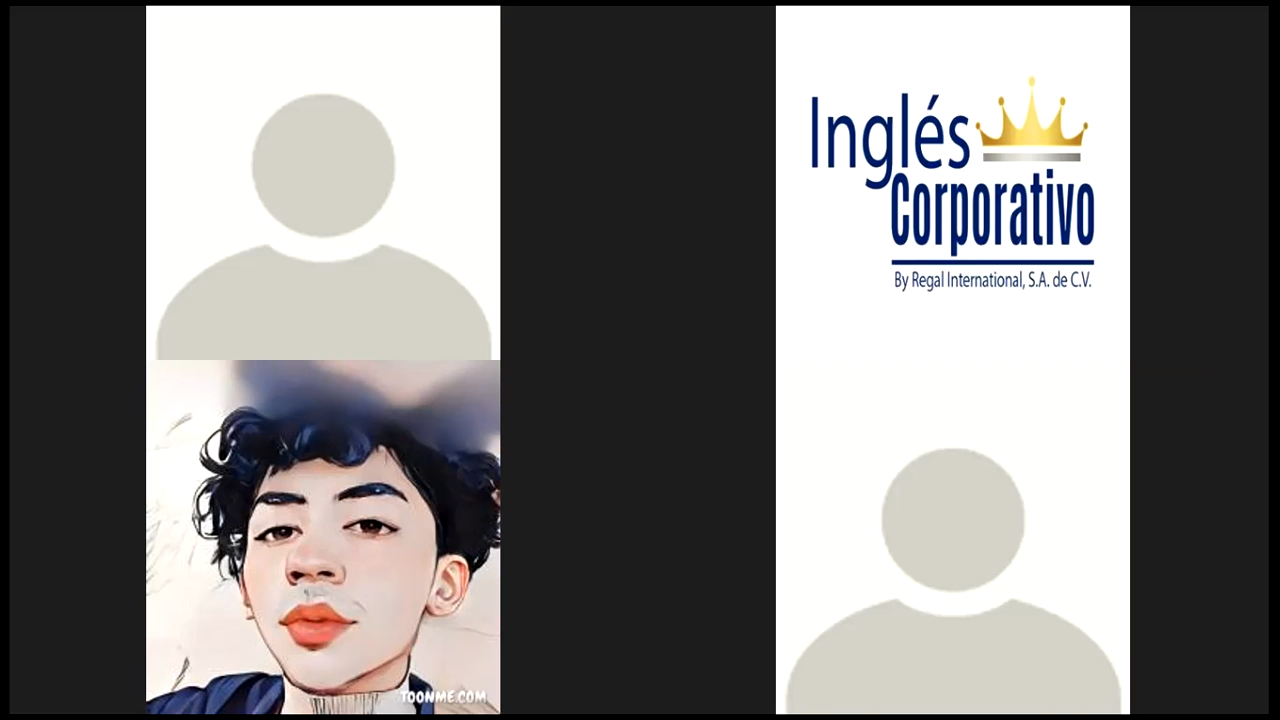 Inglés
Corporativo
By Regal International, S.A. de C.V.
TOONME.COM